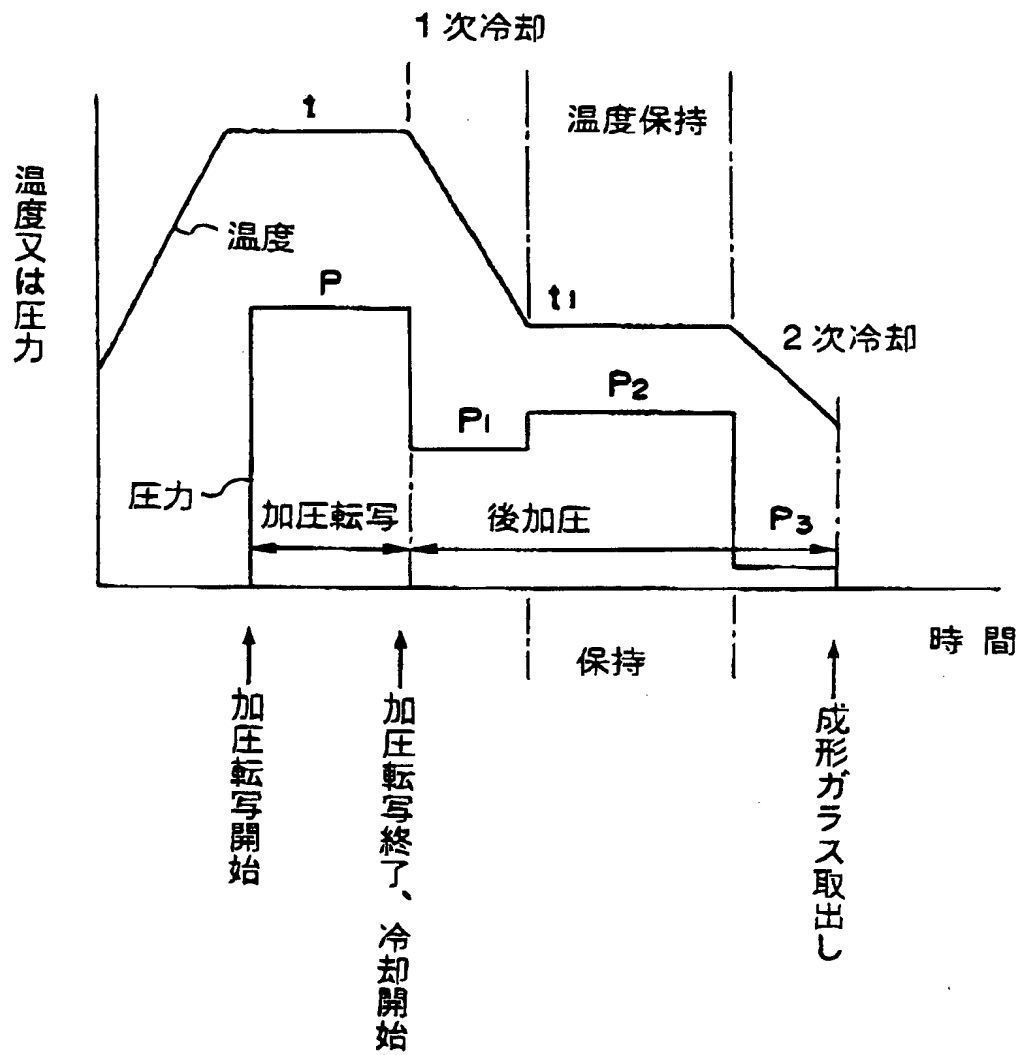 1次冷却
t
温度保持
温度又は圧力
温度
P
t1
2次冷却
P2
P1
圧力
加圧転写
後加圧
P3
時間
保持
加圧転写開始
加圧転写終了、冷却開始
成形ガラス取出し